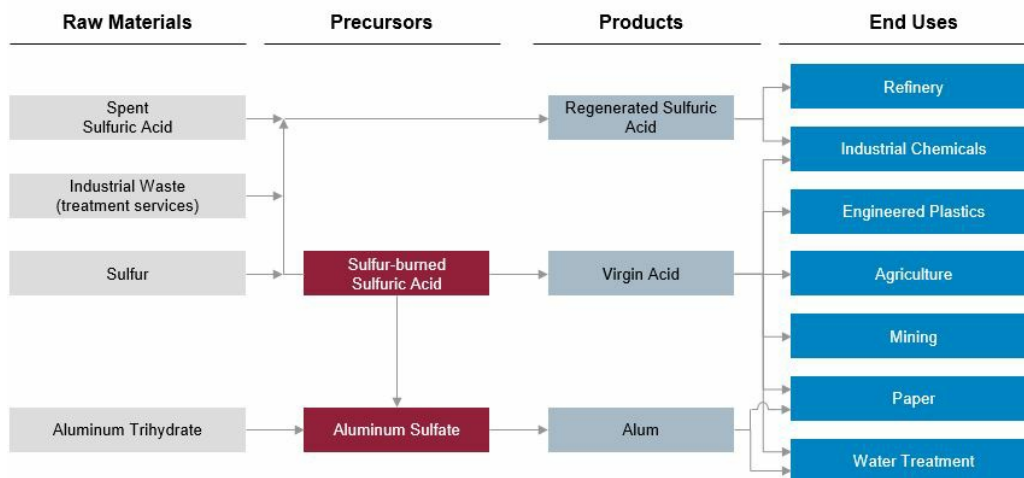 Raw Materials
Precursors
Products
End Uses
Spent
Sulfuric Acid
Regenerated Sulfuric
Acid
Refinery
Industrial Chemicals
Industrial Waste
(treatment services)
Engineered Plastics
Sulfur
Sulfur-burned
Sulfuric Acid
Virgin Acid
Agriculture
Mining
Paper
Aluminum Trihydrate
Aluminum Sulfate
Alum
Water Treatment